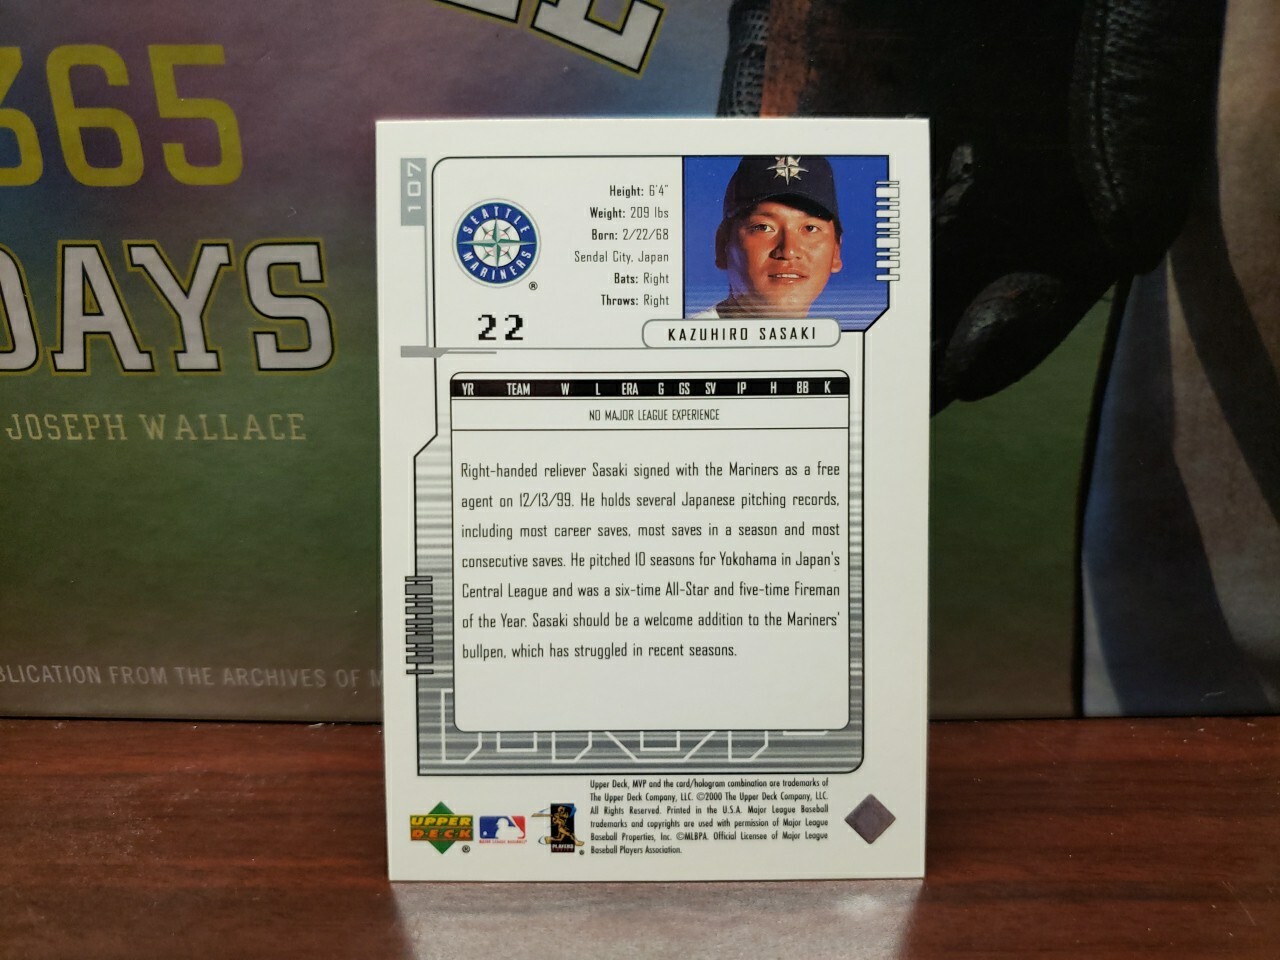 365
DAYS
JOSEPH WALLACE
PUBLICATION FROM THE ARCHIVES OF
107
SEATTLE
MARINERS
®
22
Height: 6'4"
Weight: 209 lbs
Born: 2/22/68
Sendal City, Japan
Bats: Right
Throws: Right
KAZUHIRO SASAKI
YR TEAM W L ERA G GS SV IP H BB K
NO MAJOR LEAGUE EXPERIENCE
Right-handed reliever Sasaki signed with the Mariners as a free
agent on 12/13/99. He holds several Japanese pitching records,
including most career saves, most saves in a season and most
consecutive saves. He pitched 10 seasons for Yokohama in Japan's
Central League and was a six-time All-Star and five-time Fireman
of the Year. Sasaki should be a welcome addition to the Mariners'
bullpen, which has struggled in recent seasons.
UPPER
DECK
®
PLAYERS
®
Upper Deck, MVP and the card/hologram combination are trademarks of
The Upper Deck Company, LLC. ©2000 The Upper Deck Company, LLC.
All Rights Reserved. Printed in the U.S.A. Major League Baseball
trademarks and copyrights are used with permission of Major League
Baseball Properties, Inc. ©MLBPA. Official Licensee of Major League
Baseball Players Association.